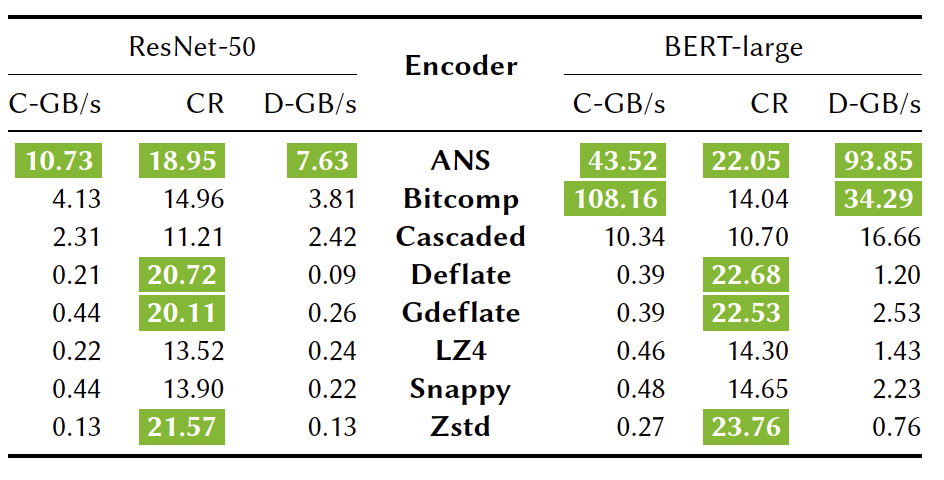 ResNet-50 Encoder BERT-large
C-GB/s CR D-GB/s C-GB/s CR D-GB/s
10.73 18.95 7.63 ANS 43.52 22.05 93.85
4.13 14.96 3.81 Bitcomp 108.16 14.04 34.29
2.31 11.21 2.42 Cascaded 10.34 10.70 16.66
0.21 20.72 0.09 Deflate 0.39 22.68 1.20
0.44 20.11 0.26 Gdeflate 0.39 22.53 2.53
0.22 13.52 0.24 LZ4 0.46 14.30 1.43
0.44 13.90 0.22 Snappy 0.48 14.65 2.23
0.13 21.57 0.13 Zstd 0.27 23.76 0.76